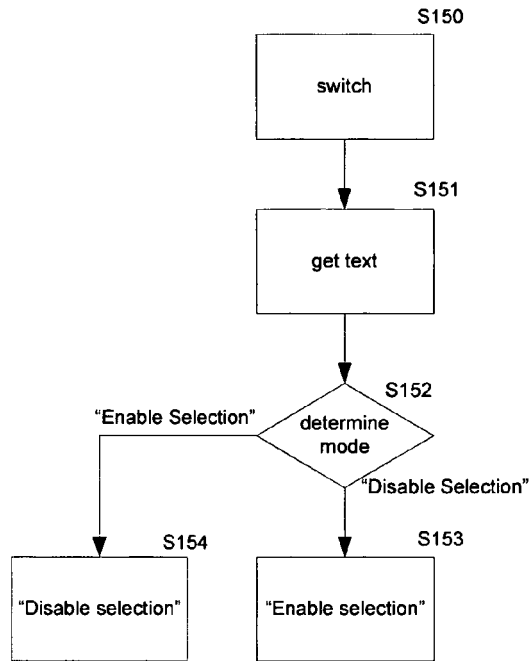 S150
switch
S151
get text
S152
determine
mode
“Enable Selection”
“Disable Selection”
S154
S153
“Disable selection”
“Enable selection”